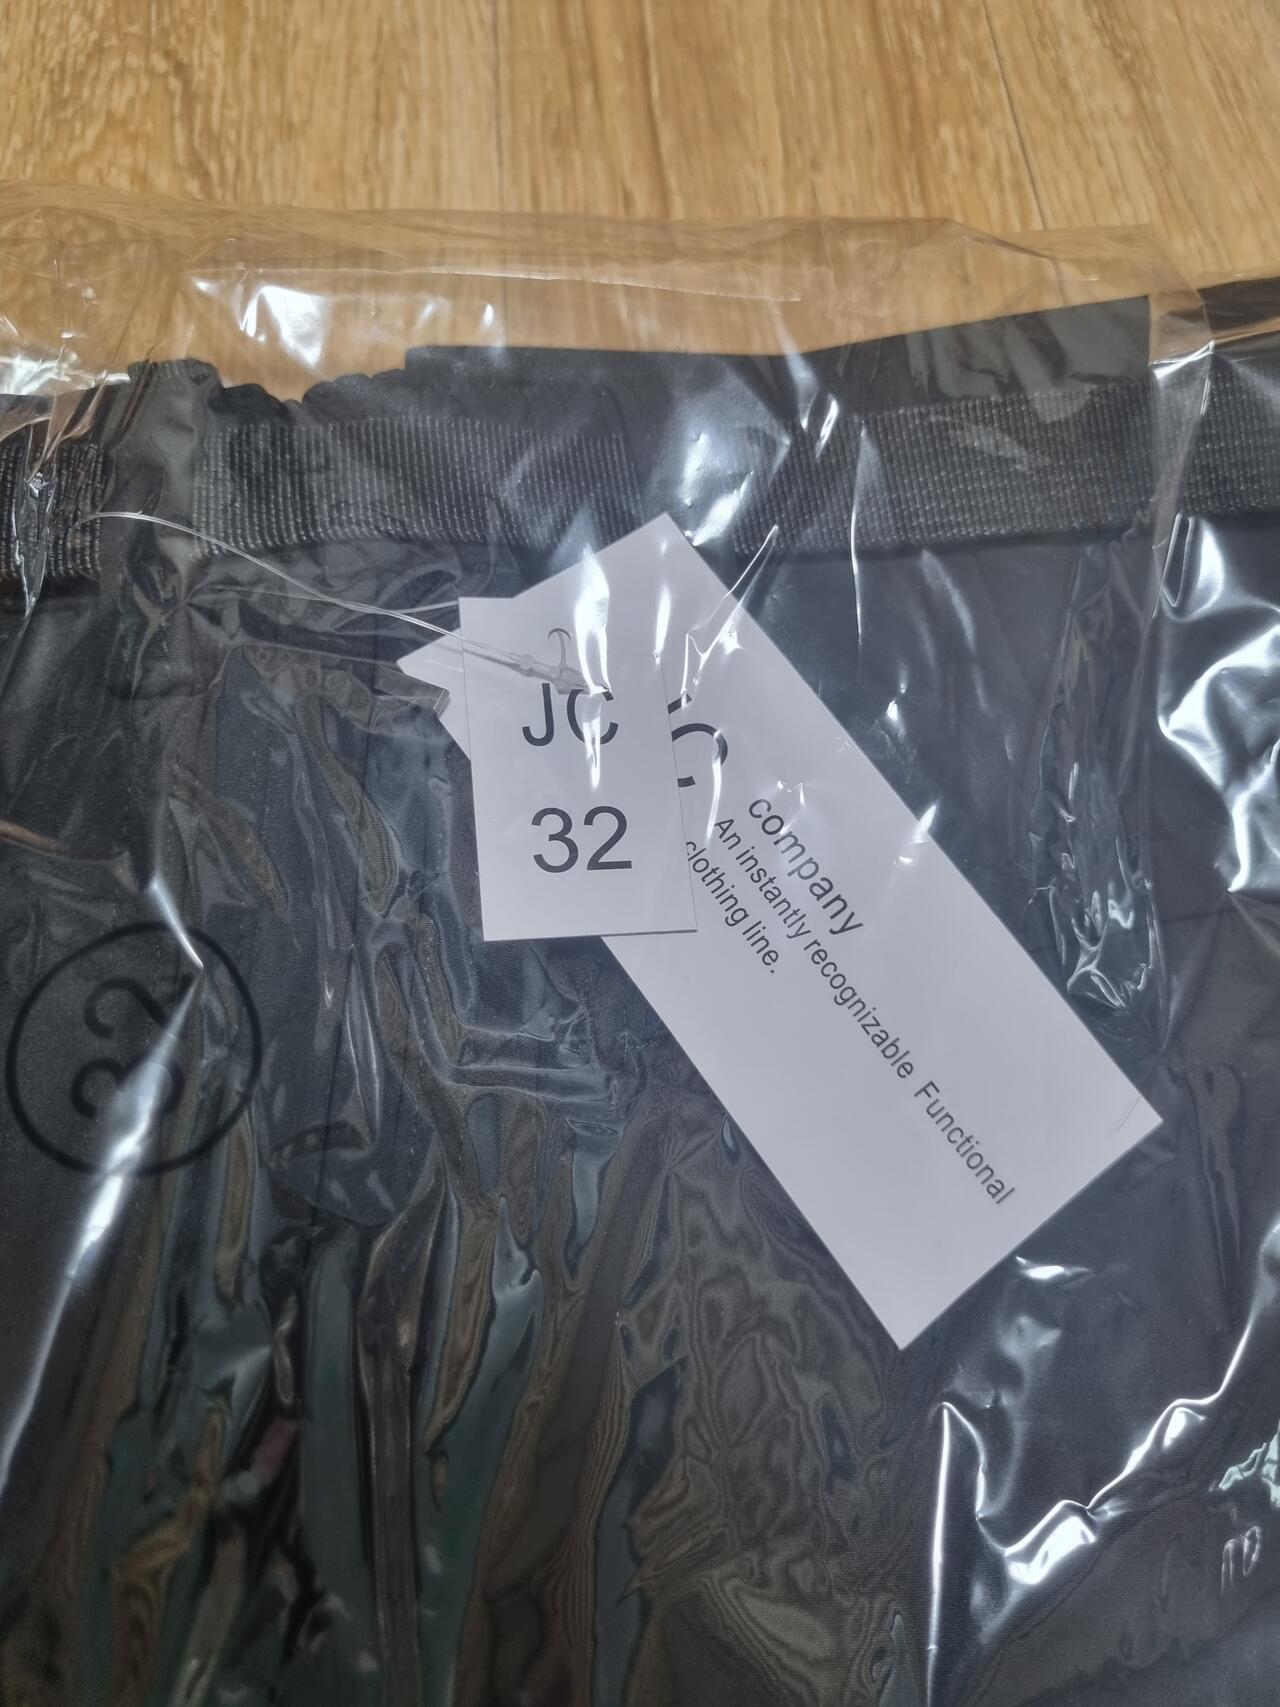 JC
32
C
company
An instantly recognizable Functional
clothing line.
32